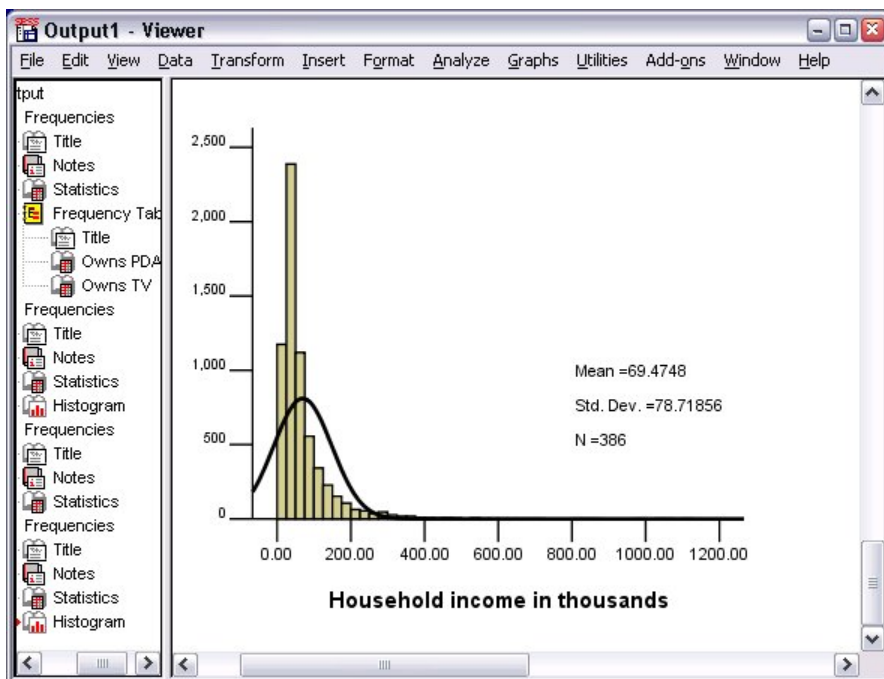 SPSS
Output1 - Viewer
File Edit View Data Transform Insert Format Analyze Graphs Utilities Add-ons Window Help
tput
Frequencies
Title
Notes
Statistics
Frequency Tab
Title
Owns PDA
Owns TV
Frequencies
Title
Notes
Statistics
Histogram
Frequencies
Title
Notes
Statistics
Frequencies
Title
Notes
Statistics
Histogram
2,500
2,000
1,500
1,000
500
0
0.00 200.00 400.00 600.00 800.00 1000.00 1200.00
Household income in thousands
Mean =69.4748
Std. Dev. =78.71856
N =386